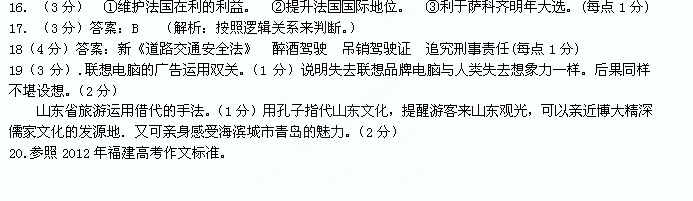 16. （3分） ①维护法国在利的利益。 ②提升法国国际地位。 ③利于萨科齐明年大选。(每点1分)
17. （3分）答案：B （解析：按照逻辑关系来判断。）
18（4分）答案：新《道路交通安全法》 醉酒驾驶 吊销驾驶证 追究刑事责任(每点1分)
19（3分）.联想电脑的广告运用双关。（1分）说明失去联想品牌电脑与人类失去想象力一样。后果同样
不堪设想。（2分）
山东省旅游运用借代的手法。（1分）用孔子指代山东文化，提醒游客来山东观光，可以亲近博大精深
儒家文化的发源地．又可亲身感受海滨城市青岛的魅力。（2分）
20.参照2012年福建高考作文标准。